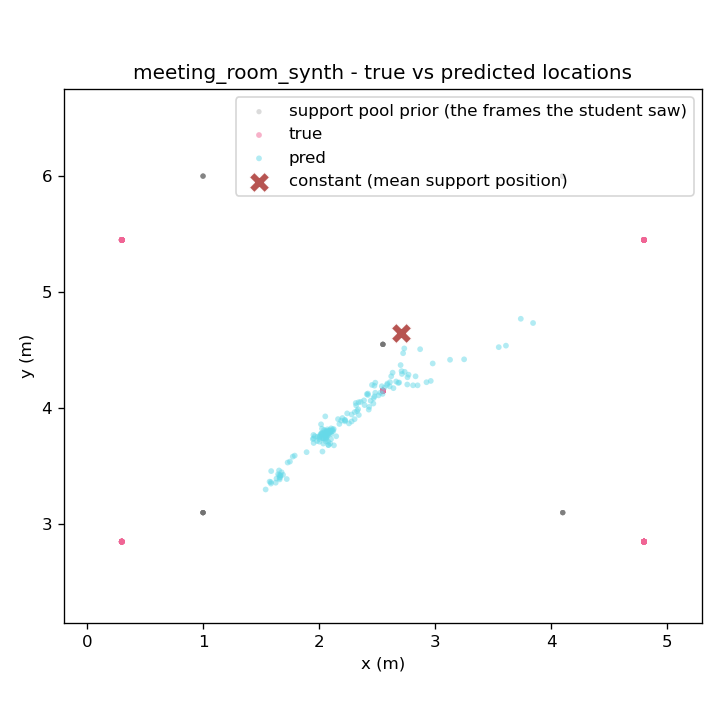 meeting_room_synth - true vs predicted locations
support pool prior (the frames the student saw)
true
pred
constant (mean support position)
6
5
4
3
y (m)
0 1 2 3 4 5
x (m)